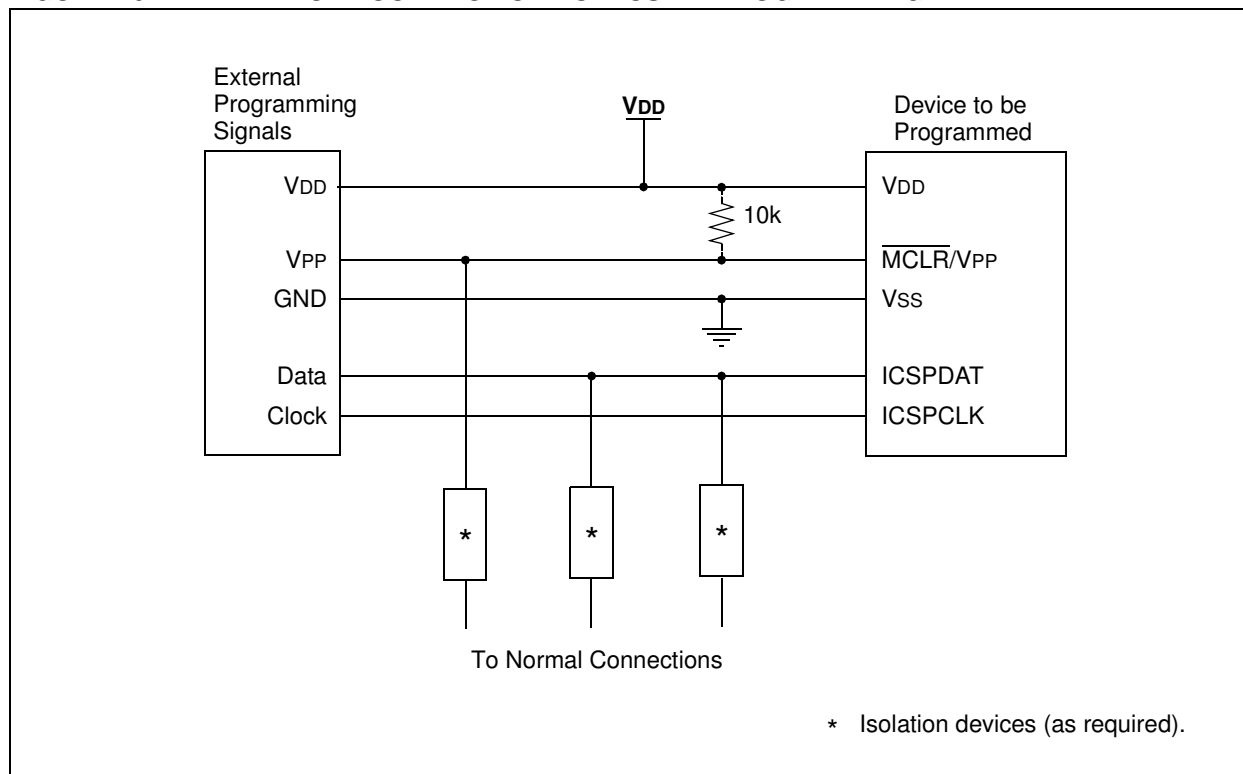 External
Programming
Signals
VDD
Device to be
Programmed
VDD
VDD
10k
VPP
MCLR/VPP
GND
VSS
Data
ICSPDAT
Clock
ICSPCLK
*
*
*
To Normal Connections
* Isolation devices (as required).